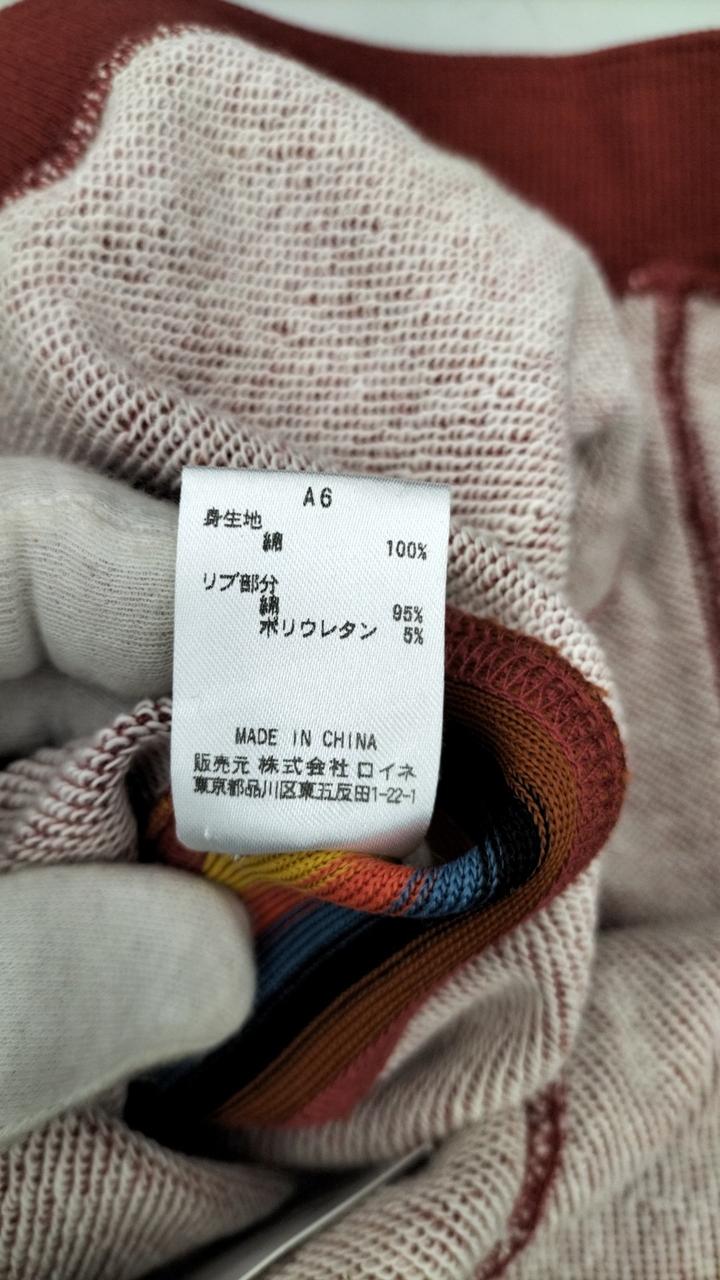 A6
身生地
綿 100%
リブ部分
綿 95%
ポリウレタン 5%
MADE IN CHINA
販売元 株式会社 ロイネ
東京都品川区東五反田1-22-1